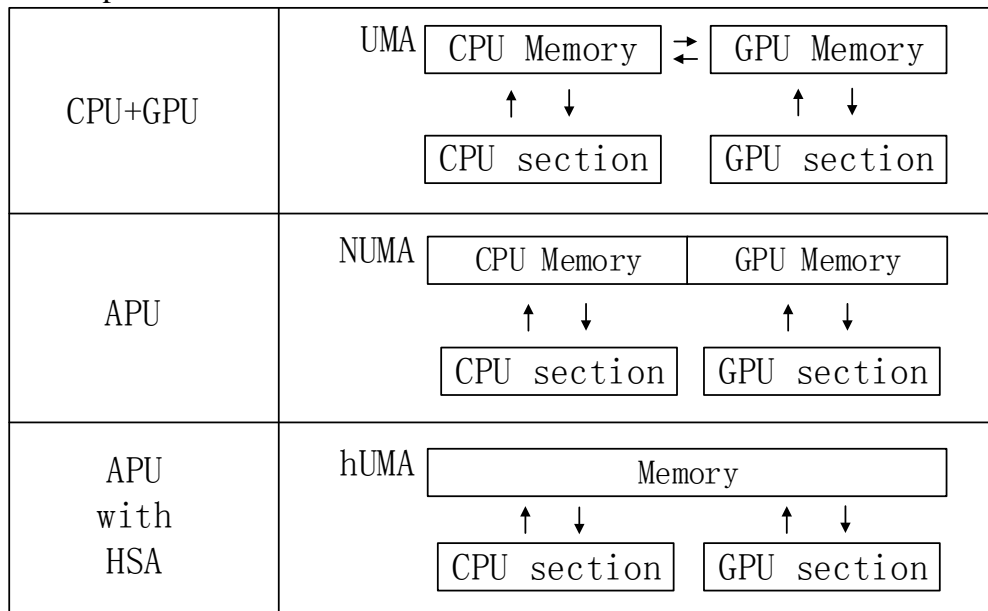 CPU+GPU
UMA
CPU Memory
GPU Memory
CPU section
GPU section
APU
NUMA
CPU Memory
GPU Memory
CPU section
GPU section
APU
with
HSA
hUMA
Memory
CPU section
GPU section